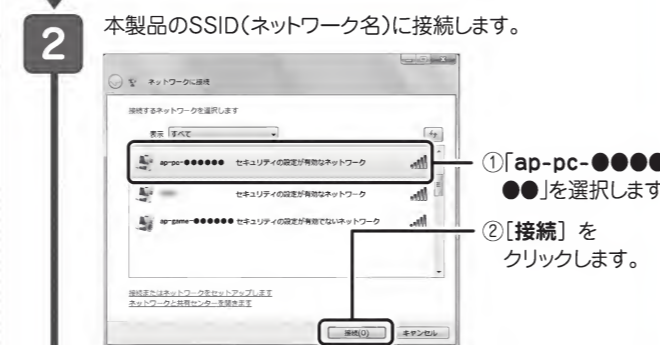 2
本製品のSSID（ネットワーク名）に接続します。
ネットワークに接続
接続するネットワークを選択します
表示 すべて
ap-pc-●●●●●● セキュリティの設定が有効なネットワーク
セキュリティの設定が有効なネットワーク
ap-game-●●●●●● セキュリティの設定が有効でないネットワーク
接続またはネットワークをセットアップします
ネットワークと共有センターを開きます
接続(O) キャンセル
①「ap-pc-●●●●
●●」を選択します
②［接続］を
クリックします。